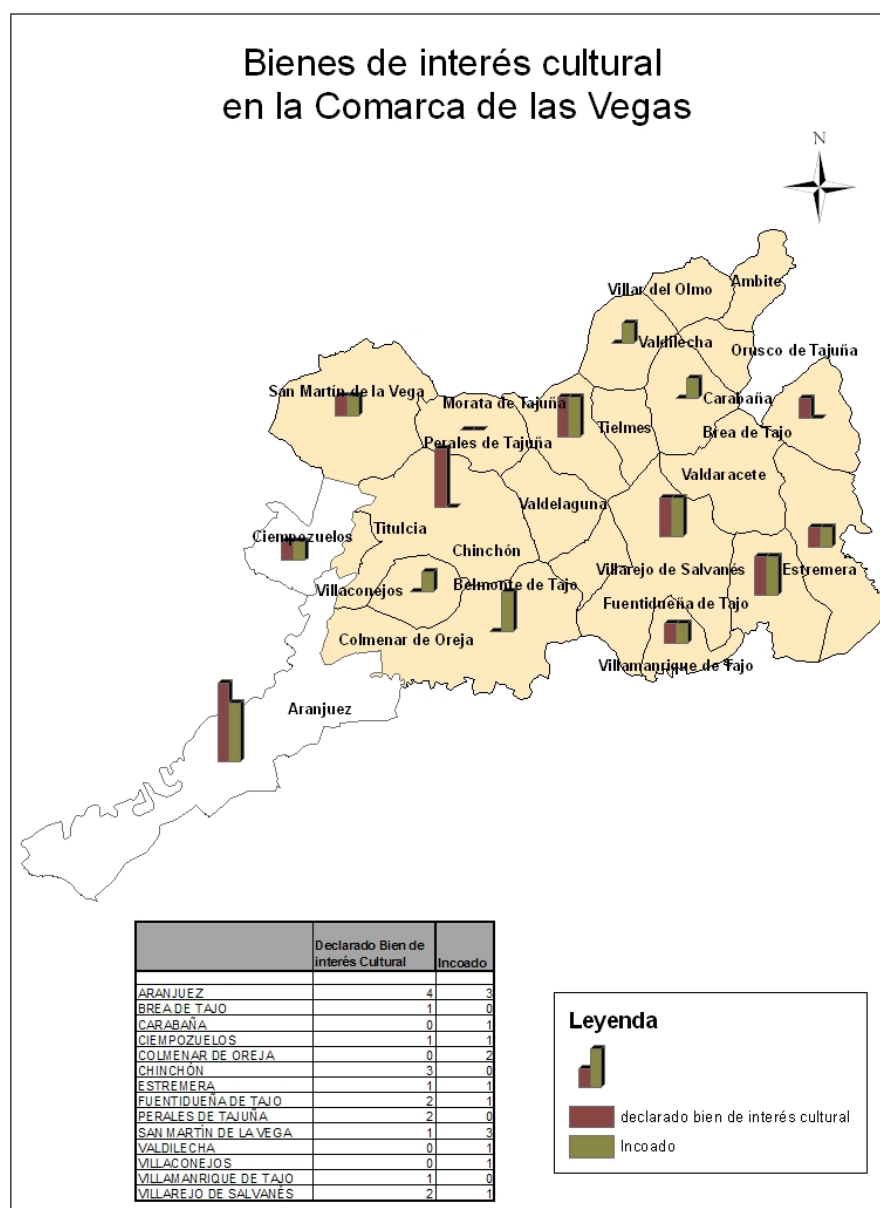 Bienes de interés cultural
en la Comarca de las Vegas
N
Ambite
Villar del Olmo
Valdilecha
Orusco de Tajuña
San Martín de la Vega
Morata de Tajuña
Carabaña
Tielmes
Brea de Tajo
Perales de Tajuña
Valdaracete
Valdelaguna
Titulcia
Ciempozuelos
Chinchón
Villarejo de Salvanés
Estremera
Villaconejos
Belmonte de Tajo
Fuentidueña de Tajo
Colmenar de Oreja
Villamanrique de Tajo
Aranjuez
Declarado Bien de
interés Cultural Incoado
ARANJUEZ 4 3
BREA DE TAJO 1 0
CARABAÑA 0 1
CIEMPOZUELOS 1 1
COLMENAR DE OREJA 0 2
CHINCHÓN 3 0
ESTREMERA 1 1
FUENTIDUEÑA DE TAJO 2 1
PERALES DE TAJUÑA 2 0
SAN MARTÍN DE LA VEGA 1 3
VALDILECHA 0 1
VILLACONEJOS 0 1
VILLAMANRIQUE DE TAJO 1 0
VILLAREJO DE SALVANÉS 2 1
Leyenda
declarado bien de interés cultural
Incoado